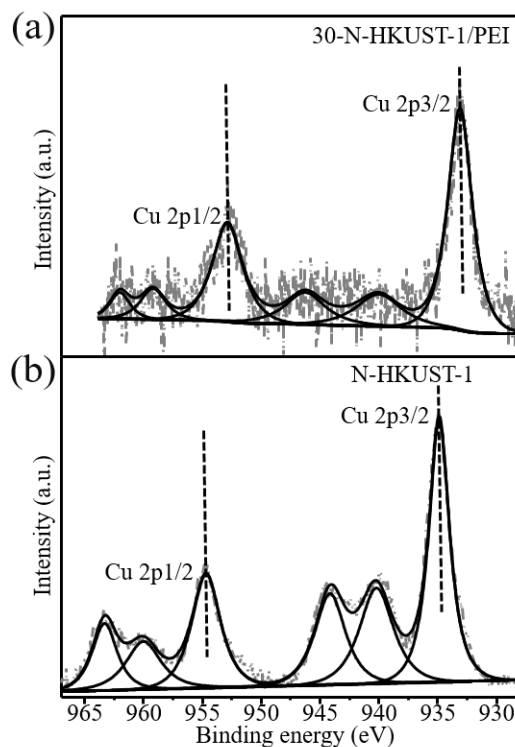 (a)
30-N-HKUST-1/PEI
Cu 2p3/2
Cu 2p1/2
Intensity (a.u.)
(b)
N-HKUST-1
Cu 2p3/2
Cu 2p1/2
Intensity (a.u.)
965 960 955 950 945 940 935 930
Binding energy (eV)